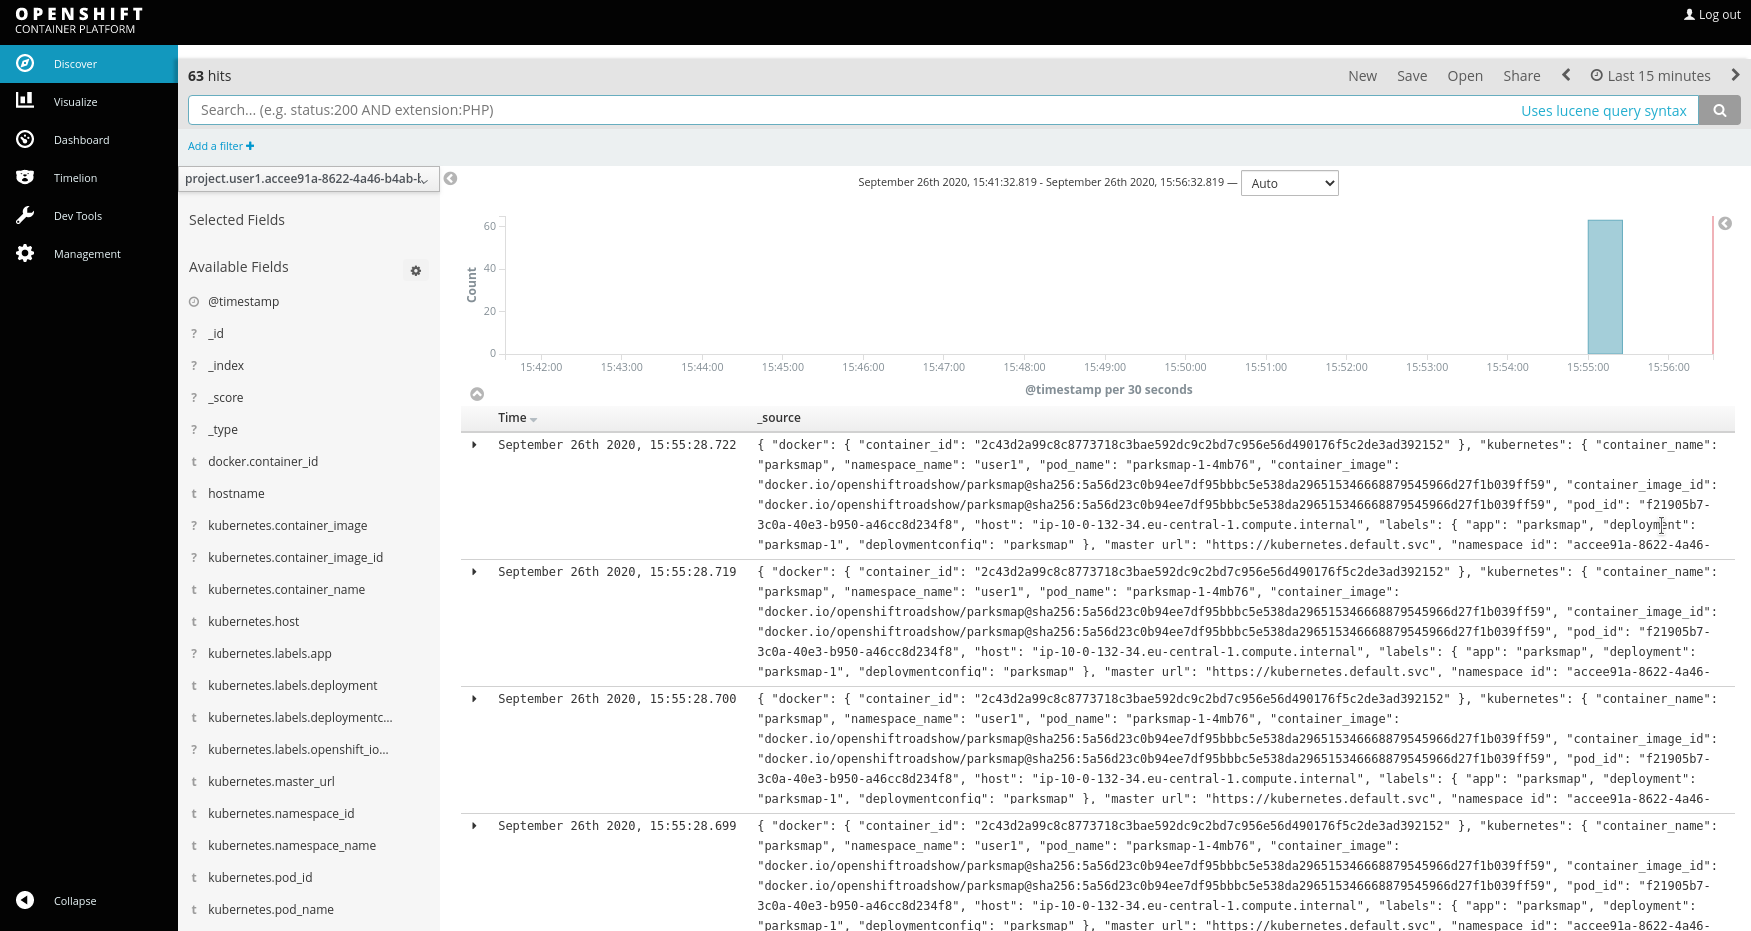 OPENSHIFT
CONTAINER PLATFORM
Log out
Discover
Visualize
Dashboard
Timelion
Dev Tools
Management
Collapse
63 hits
New Save Open Share Last 15 minutes
Search... (e.g. status:200 AND extension:PHP) Uses lucene query syntax
Add a filter
project.user1.accee91a-8622-4a46-b4ab-
Selected Fields
Available Fields
@timestamp
? _id
? _index
? _score
? _type
t docker.container_id
t hostname
? kubernetes.container_image
? kubernetes.container_image_id
t kubernetes.container_name
t kubernetes.host
? kubernetes.labels.app
t kubernetes.labels.deployment
t kubernetes.labels.deploymentc...
? kubernetes.labels.openshift_io...
t kubernetes.master_url
t kubernetes.namespace_id
t kubernetes.namespace_name
t kubernetes.pod_id
t kubernetes.pod_name
September 26th 2020, 15:41:32.819 - September 26th 2020, 15:56:32.819 — Auto
Count
60
40
20
0
15:42:00 15:43:00 15:44:00 15:45:00 15:46:00 15:47:00 15:48:00 15:49:00 15:50:00 15:51:00 15:52:00 15:53:00 15:54:00 15:55:00 15:56:00
@timestamp per 30 seconds
Time _source
September 26th 2020, 15:55:28.722 { "docker": { "container_id": "2c43d2a99c8c8773718c3bae592dc9c2bd7c956e56d490176f5c2de3ad392152" }, "kubernetes": { "container_name":
"parksmap", "namespace_name": "user1", "pod_name": "parksmap-1-4mb76", "container_image":
"docker.io/openshiftroadshow/parksmap@sha256:5a56d23c0b94ee7df95bbbc5e538da296515346668879545966d27f1b039ff59", "container_image_id":
"docker.io/openshiftroadshow/parksmap@sha256:5a56d23c0b94ee7df95bbbc5e538da296515346668879545966d27f1b039ff59", "pod_id": "f21905b7-
3c0a-40e3-b950-a46cc8d234f8", "host": "ip-10-0-132-34.eu-central-1.compute.internal", "labels": { "app": "parksmap", "deployment":
"parksmap-1", "deploymentconfig": "parksmap" }, "master_url": "https://kubernetes.default.svc", "namespace_id": "accee91a-8622-4a46-
September 26th 2020, 15:55:28.719 { "docker": { "container_id": "2c43d2a99c8c8773718c3bae592dc9c2bd7c956e56d490176f5c2de3ad392152" }, "kubernetes": { "container_name":
"parksmap", "namespace_name": "user1", "pod_name": "parksmap-1-4mb76", "container_image":
"docker.io/openshiftroadshow/parksmap@sha256:5a56d23c0b94ee7df95bbbc5e538da296515346668879545966d27f1b039ff59", "container_image_id":
"docker.io/openshiftroadshow/parksmap@sha256:5a56d23c0b94ee7df95bbbc5e538da296515346668879545966d27f1b039ff59", "pod_id": "f21905b7-
3c0a-40e3-b950-a46cc8d234f8", "host": "ip-10-0-132-34.eu-central-1.compute.internal", "labels": { "app": "parksmap", "deployment":
"parksmap-1", "deploymentconfig": "parksmap" }, "master_url": "https://kubernetes.default.svc", "namespace_id": "accee91a-8622-4a46-
September 26th 2020, 15:55:28.700 { "docker": { "container_id": "2c43d2a99c8c8773718c3bae592dc9c2bd7c956e56d490176f5c2de3ad392152" }, "kubernetes": { "container_name":
"parksmap", "namespace_name": "user1", "pod_name": "parksmap-1-4mb76", "container_image":
"docker.io/openshiftroadshow/parksmap@sha256:5a56d23c0b94ee7df95bbbc5e538da296515346668879545966d27f1b039ff59", "container_image_id":
"docker.io/openshiftroadshow/parksmap@sha256:5a56d23c0b94ee7df95bbbc5e538da296515346668879545966d27f1b039ff59", "pod_id": "f21905b7-
3c0a-40e3-b950-a46cc8d234f8", "host": "ip-10-0-132-34.eu-central-1.compute.internal", "labels": { "app": "parksmap", "deployment":
"parksmap-1", "deploymentconfig": "parksmap" }, "master_url": "https://kubernetes.default.svc", "namespace_id": "accee91a-8622-4a46-
September 26th 2020, 15:55:28.699 { "docker": { "container_id": "2c43d2a99c8c8773718c3bae592dc9c2bd7c956e56d490176f5c2de3ad392152" }, "kubernetes": { "container_name":
"parksmap", "namespace_name": "user1", "pod_name": "parksmap-1-4mb76", "container_image":
"docker.io/openshiftroadshow/parksmap@sha256:5a56d23c0b94ee7df95bbbc5e538da296515346668879545966d27f1b039ff59", "container_image_id":
"docker.io/openshiftroadshow/parksmap@sha256:5a56d23c0b94ee7df95bbbc5e538da296515346668879545966d27f1b039ff59", "pod_id": "f21905b7-
3c0a-40e3-b950-a46cc8d234f8", "host": "ip-10-0-132-34.eu-central-1.compute.internal", "labels": { "app": "parksmap", "deployment":
"parksmap-1", "deploymentconfig": "parksmap" }, "master_url": "https://kubernetes.default.svc", "namespace_id": "accee91a-8622-4a46-